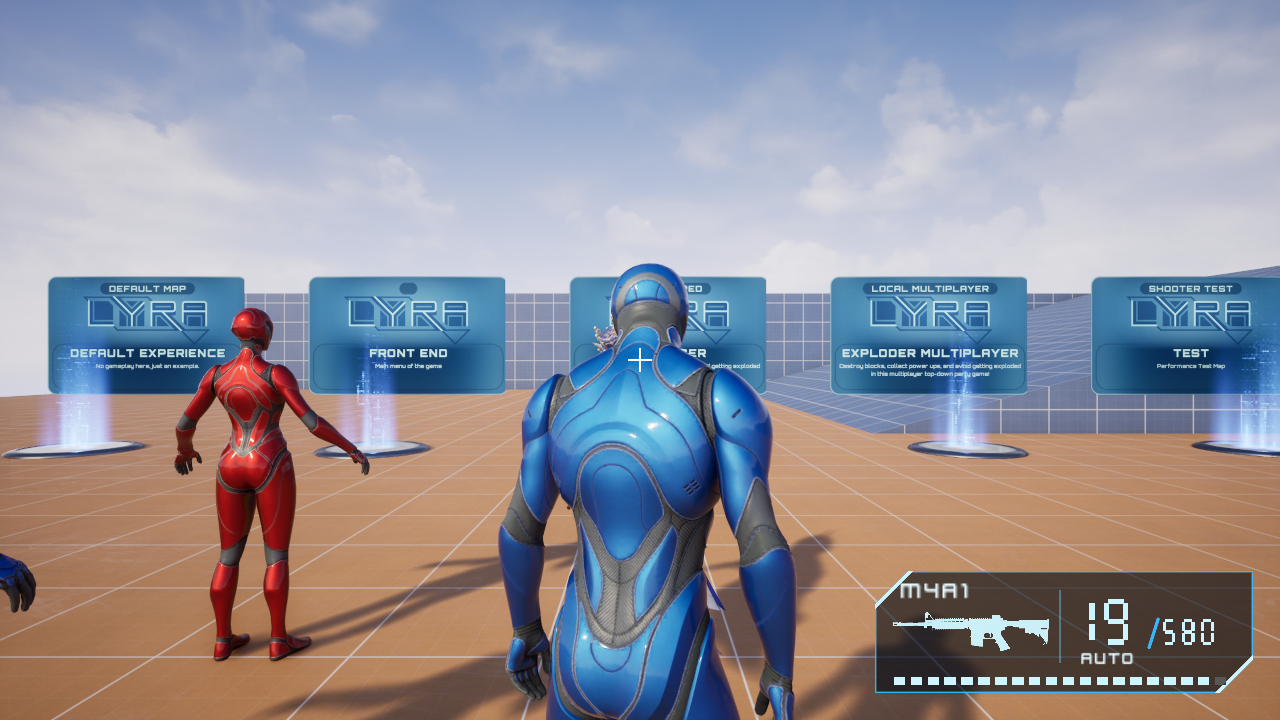 DEFAULT MAP
LYRA
DEFAULT EXPERIENCE
No gameplay here, just an example.
LYRA
FRONT END
Main menu of the game
getting exploded
LOCAL MULTIPLAYER
LYRA
EXPLODER MULTIPLAYER
Destroy blocks, collect power ups, and avoid getting exploded
in this multiplayer top-down party game!
SHOOTER TEST
LYRA
TEST
Performance Test Map
M4A1
19 /580
AUTO